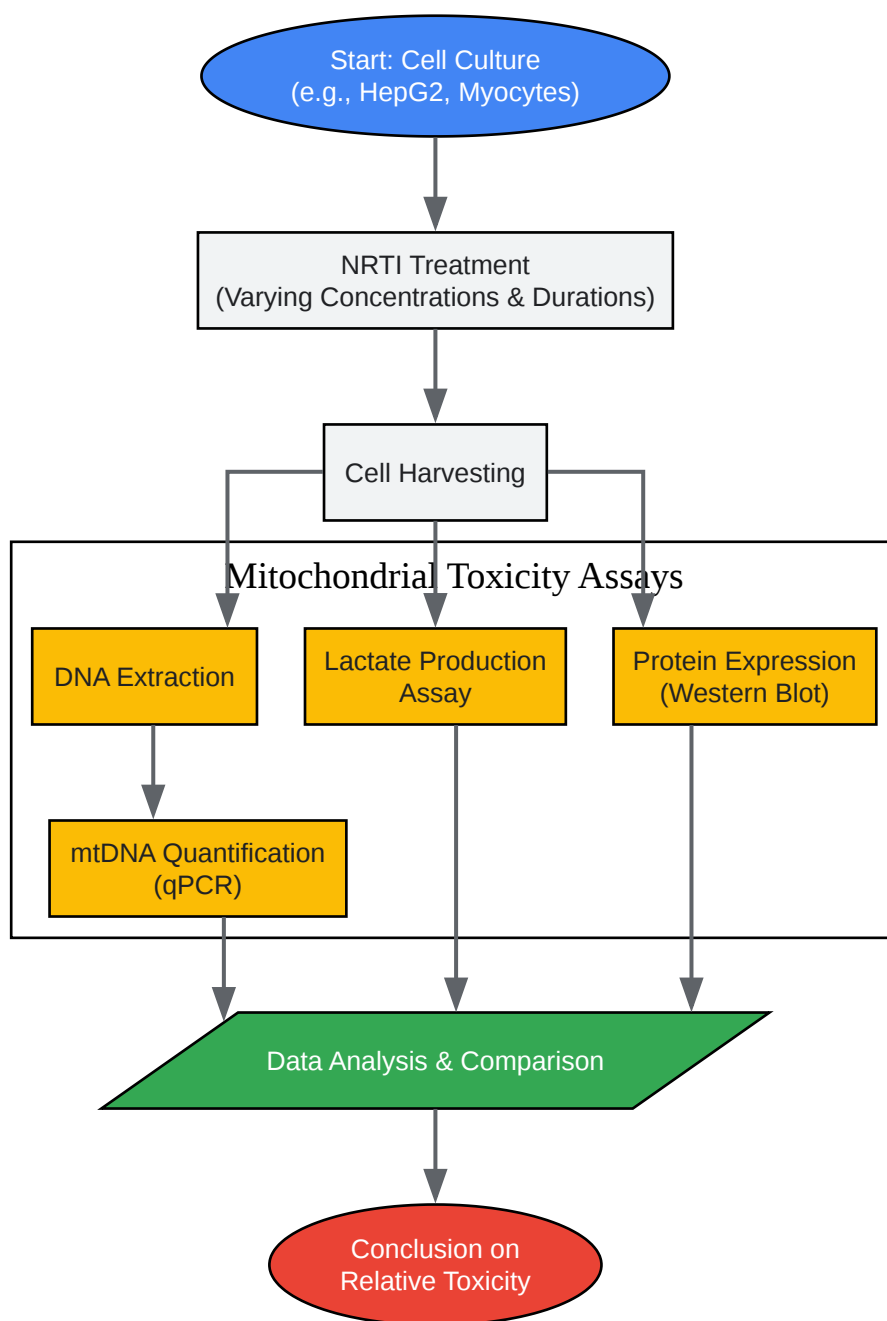 Start: Cell Culture
(e.g., HepG2, Myocytes)
NRTI Treatment
(Varying Concentrations & Durations)
Cell Harvesting
Mitochondrial Toxicity Assays
DNA Extraction
Lactate Production
Assay
Protein Expression
(Western Blot)
mtDNA Quantification
(qPCR)
Data Analysis & Comparison
Conclusion on
Relative Toxicity